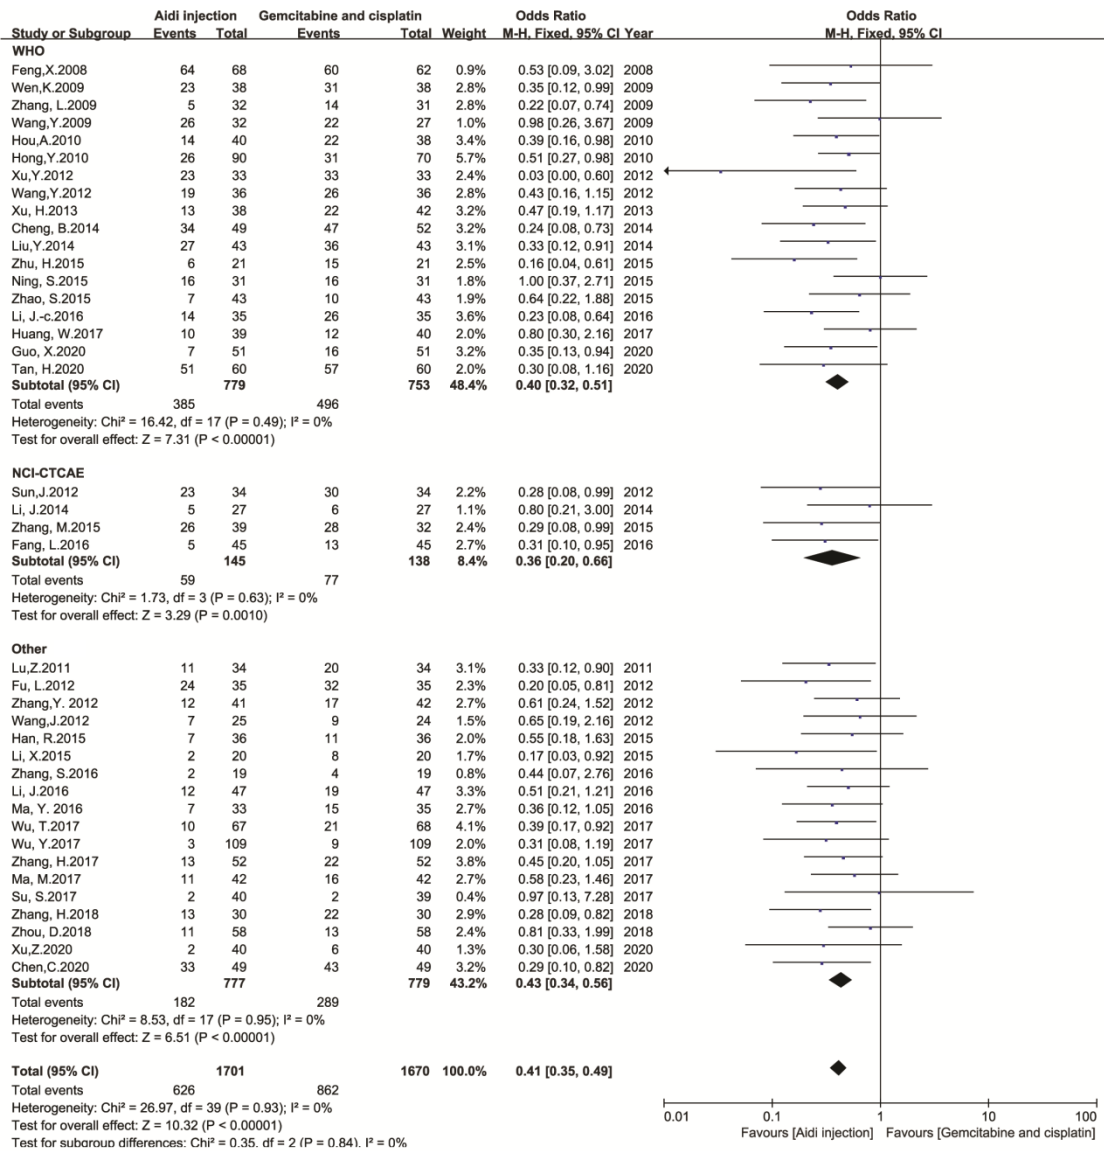 Aidi injection Gemcitabine and cisplatin Odds Ratio Odds Ratio
Study or Subgroup Events Total Events Total Weight M-H, Fixed, 95% CI Year M-H, Fixed, 95% CI
WHO
Feng,X.2008 64 68 60 62 0.9% 0.53 [0.09, 3.02] 2008
Wen,K.2009 23 38 31 38 2.8% 0.35 [0.12, 0.99] 2009
Zhang, L.2009 5 32 14 31 2.8% 0.22 [0.07, 0.74] 2009
Wang,Y.2009 26 32 22 27 1.0% 0.98 [0.26, 3.67] 2009
Hou,A.2010 14 40 22 38 3.4% 0.39 [0.16, 0.98] 2010
Hong,Y.2010 26 90 31 70 5.7% 0.51 [0.27, 0.98] 2010
Xu,Y.2012 23 33 33 33 2.4% 0.03 [0.00, 0.60] 2012
Wang,Y.2012 19 36 26 36 2.9% 0.43 [0.16, 1.15] 2012
Xu, H.2013 13 38 22 42 3.2% 0.47 [0.19, 1.17] 2013
Cheng, B.2014 34 49 47 52 3.2% 0.24 [0.08, 0.73] 2014
Liu,Y.2014 27 43 36 43 3.1% 0.33 [0.12, 0.91] 2014
Zhu, H.2015 6 21 15 21 2.5% 0.16 [0.04, 0.61] 2015
Ning, S.2015 16 31 16 31 1.8% 1.00 [0.37, 2.71] 2015
Zhao, S.2015 7 43 10 43 1.9% 0.64 [0.22, 1.88] 2015
Li, J.-c.2016 14 35 26 35 3.6% 0.23 [0.08, 0.64] 2016
Huang, W.2017 10 39 12 40 2.0% 0.80 [0.30, 2.16] 2017
Guo, X.2020 7 51 16 51 3.2% 0.35 [0.13, 0.94] 2020
Tan, H.2020 51 60 57 60 2.0% 0.30 [0.08, 1.16] 2020
Subtotal (95% CI) 779 753 48.4% 0.40 [0.32, 0.51]
Total events 385 496
Heterogeneity: Chi² = 16.42, df = 17 (P = 0.49); I² = 0%
Test for overall effect: Z = 7.31 (P < 0.00001)
NCI-CTCAE
Sun,J.2012 23 34 30 34 2.2% 0.28 [0.08, 0.99] 2012
Li, J.2014 5 27 6 27 1.1% 0.80 [0.21, 3.00] 2014
Zhang, M.2015 26 39 28 32 2.4% 0.29 [0.08, 0.99] 2015
Fang, L.2016 5 45 13 45 2.7% 0.31 [0.10, 0.95] 2016
Subtotal (95% CI) 145 138 8.4% 0.36 [0.20, 0.66]
Total events 59 77
Heterogeneity: Chi² = 1.73, df = 3 (P = 0.63); I² = 0%
Test for overall effect: Z = 3.29 (P = 0.0010)
Other
Lu,Z.2011 11 34 20 34 3.1% 0.33 [0.12, 0.90] 2011
Fu, L.2012 24 35 32 35 2.3% 0.20 [0.05, 0.81] 2012
Zhang,Y. 2012 12 41 17 42 2.7% 0.61 [0.24, 1.52] 2012
Wang,J.2012 7 25 9 24 1.5% 0.65 [0.19, 2.16] 2012
Han, R.2015 7 36 11 36 2.0% 0.55 [0.18, 1.63] 2015
Li, X.2015 2 20 8 20 1.6% 0.17 [0.03, 0.92] 2015
Zhang, S.2016 2 19 4 19 0.8% 0.44 [0.07, 2.76] 2016
Li, J.2016 12 47 19 47 3.3% 0.51 [0.21, 1.21] 2016
Ma, Y. 2016 7 33 15 35 2.7% 0.36 [0.12, 1.05] 2016
Wu, T.2017 10 67 21 68 4.1% 0.39 [0.17, 0.92] 2017
Wu, Y.2017 3 109 9 109 2.0% 0.31 [0.08, 1.19] 2017
Zhang, H.2017 13 52 22 52 3.8% 0.45 [0.20, 1.05] 2017
Ma, M.2017 11 42 16 42 2.7% 0.58 [0.23, 1.46] 2017
Su, S.2017 2 40 2 39 0.4% 0.97 [0.13, 7.28] 2017
Zhang, H.2018 13 30 22 30 2.9% 0.28 [0.09, 0.82] 2018
Zhou, D.2018 11 58 13 58 2.4% 0.81 [0.33, 1.99] 2018
Xu,Z.2020 2 40 6 40 1.3% 0.30 [0.06, 1.58] 2020
Chen,C.2020 33 49 43 49 3.2% 0.29 [0.10, 0.82] 2020
Subtotal (95% CI) 777 779 43.2% 0.43 [0.34, 0.56]
Total events 182 289
Heterogeneity: Chi² = 8.53, df = 17 (P = 0.95); I² = 0%
Test for overall effect: Z = 6.51 (P < 0.00001)
Total (95% CI) 1701 1670 100.0% 0.41 [0.35, 0.49]
Total events 626 862
Heterogeneity: Chi² = 26.97, df = 39 (P = 0.93); I² = 0%
Test for overall effect: Z = 10.32 (P < 0.00001)
Test for subgroup differences: Chi² = 0.35, df = 2 (P = 0.84), I² = 0%
0.01 0.1 1 10 100
Favours [Aidi injection] Favours [Gemcitabine and cisplatin]